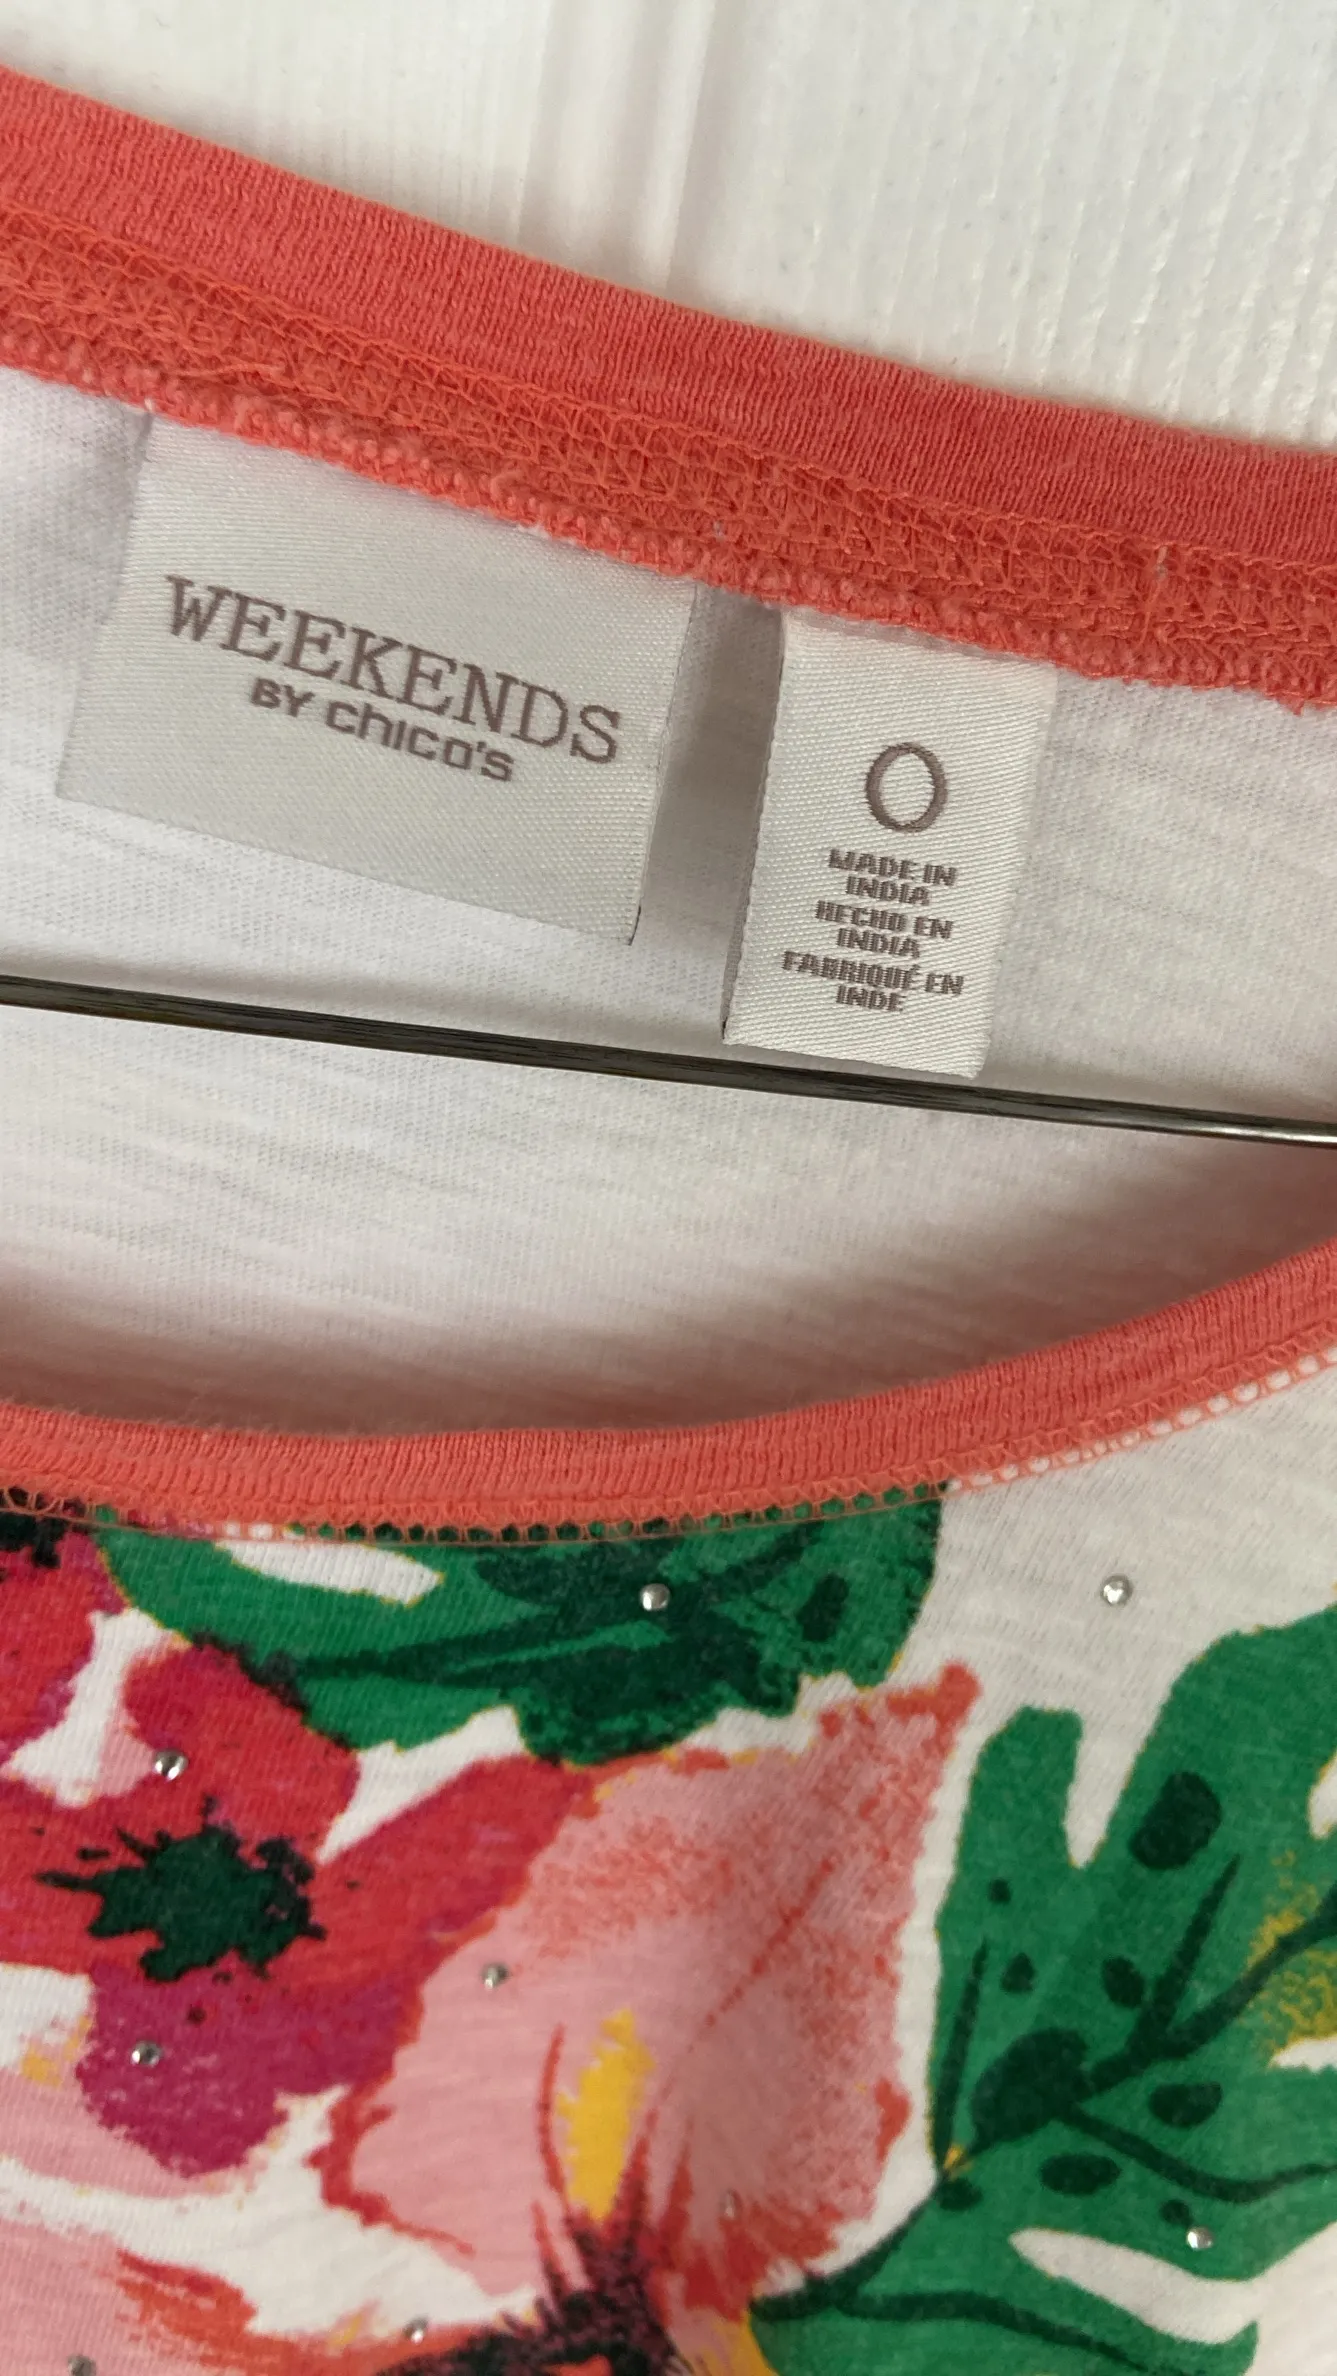 WEEKENDS
BY CHICO'S
0
MADE IN
INDIA
HECHO EN
INDIA
FABRIQUÉ EN
INDE